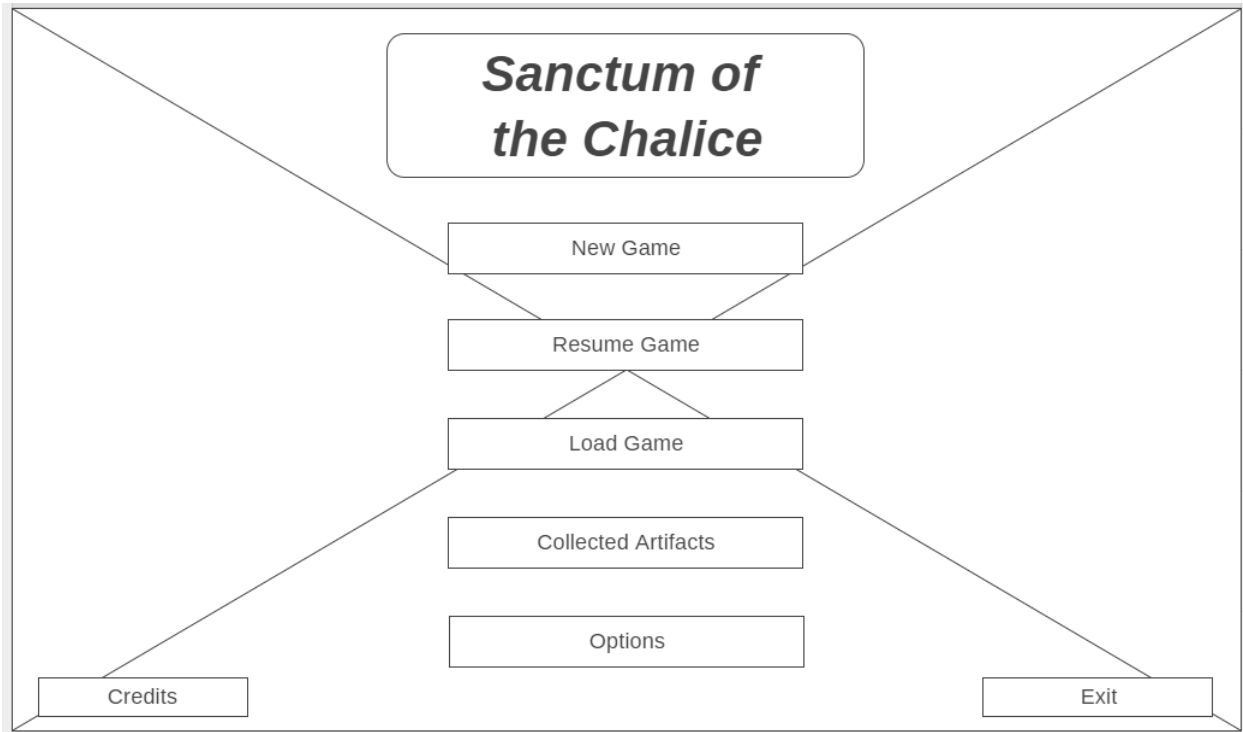 Sanctum of
the Chalice
New Game
Resume Game
Load Game
Collected Artifacts
Options
Credits
Exit